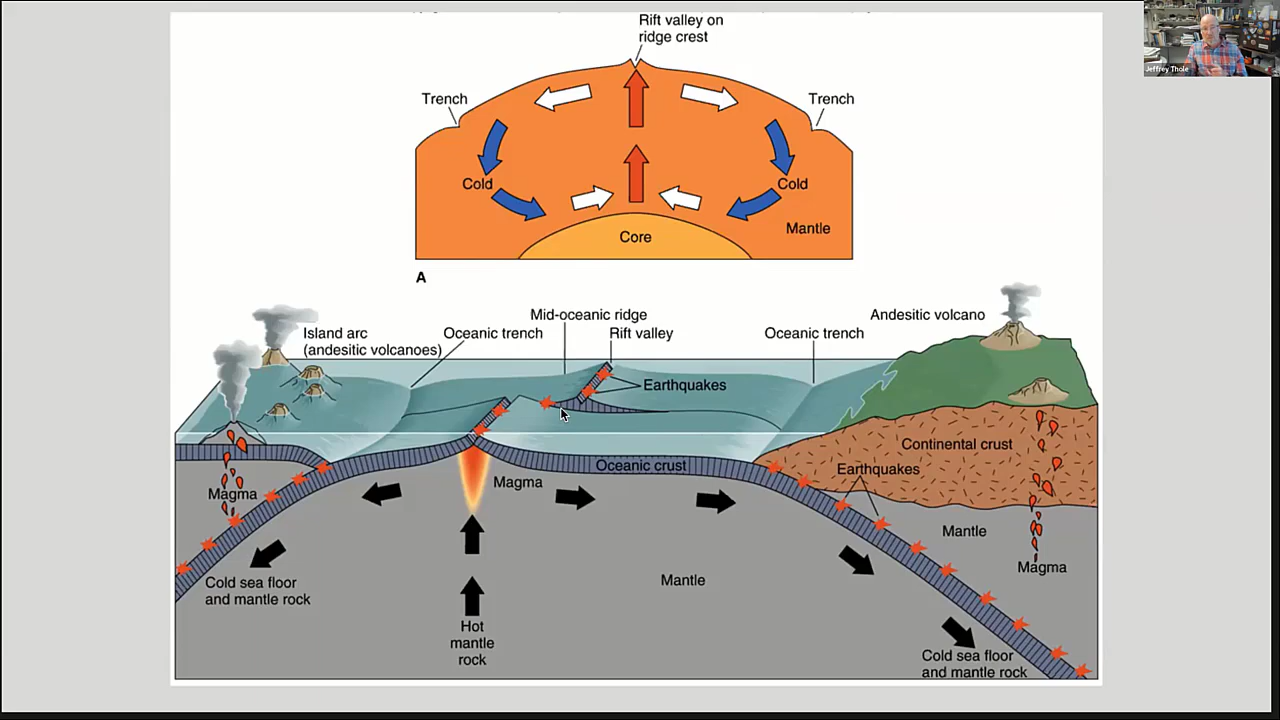 Rift valley on
ridge crest
Jeffrey Thole
Trench
Trench
Cold
Cold
Mantle
Core
A
Mid-oceanic ridge
Andesitic volcano
Island arc
(andesitic volcanoes)
Oceanic trench
Rift valley
Oceanic trench
Earthquakes
Continental crust
Oceanic crust
Earthquakes
Magma
Magma
Mantle
Magma
Cold sea floor
and mantle rock
Mantle
Hot
mantle
rock
Cold sea floor
and mantle rock